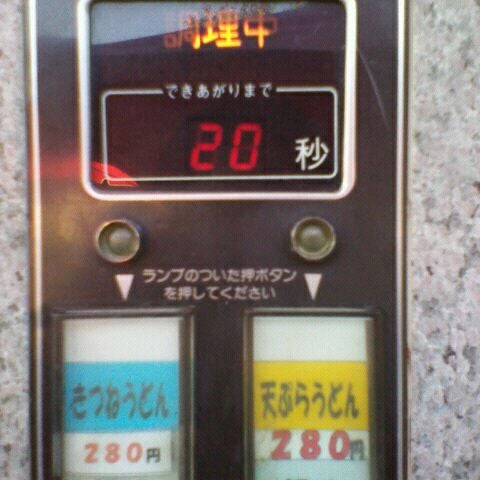 調理中
できあがりまで
20 秒
ランプのついた押ボタン
を押してください
きつねうどん
280円
天ぷらうどん
280円